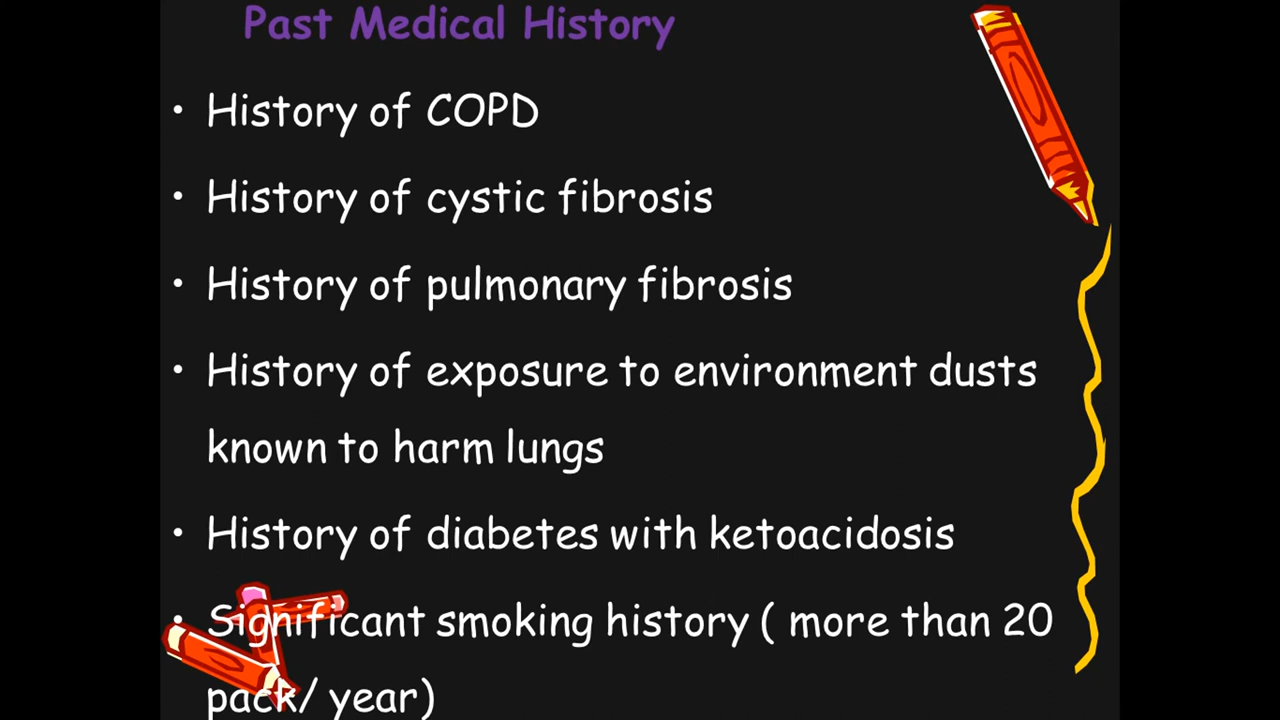 Past Medical History
• History of COPD
• History of cystic fibrosis
• History of pulmonary fibrosis
• History of exposure to environment dusts
known to harm lungs
• History of diabetes with ketoacidosis
• Significant smoking history ( more than 20
pack/ year)